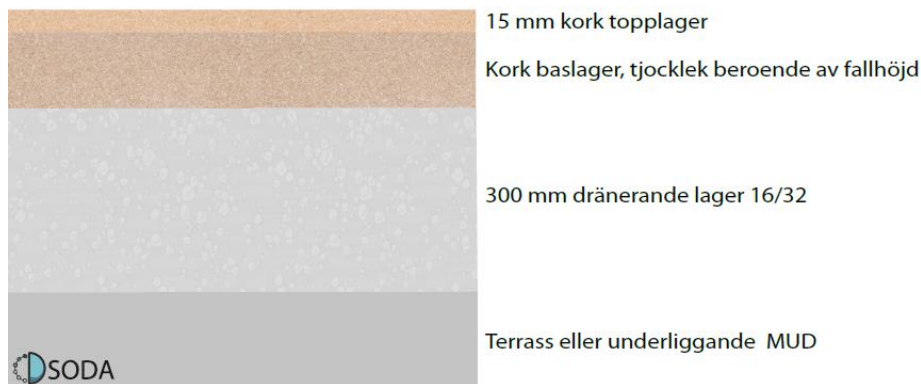 15 mm kork topplager
Kork baslager, tjocklek beroende av fallhöjd
300 mm dränerande lager 16/32
Terrass eller underliggande MUD
DSODA